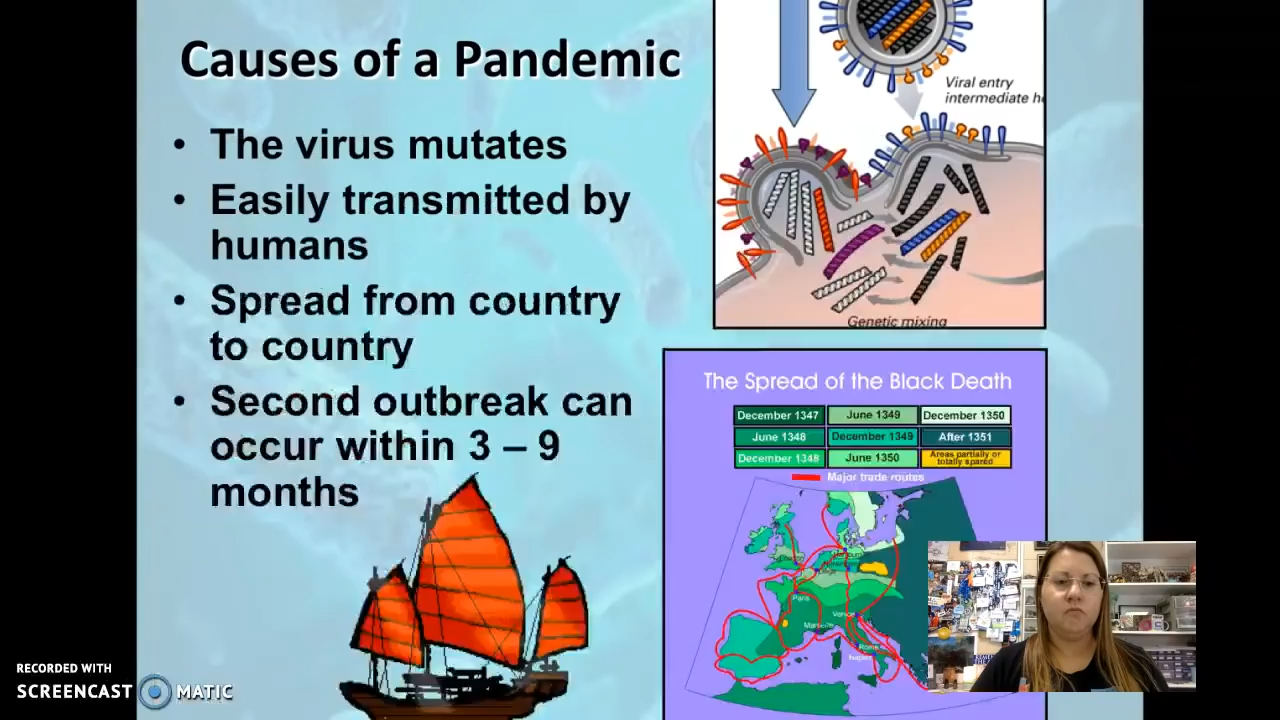 Causes of a Pandemic
• The virus mutates
• Easily transmitted by
humans
• Spread from country
to country
• Second outbreak can
occur within 3 – 9
months
Viral entry
intermediate
Genetic mixing
The Spread of the Black Death
December 1347 June 1349 December 1350
June 1348 December 1349 After 1351
December 1348 June 1350 Areas partially or
totally spared
Major trade routes
Paris
Venice
Marseille
Rome
Naples
RECORDED WITH
SCREENCAST MATIC